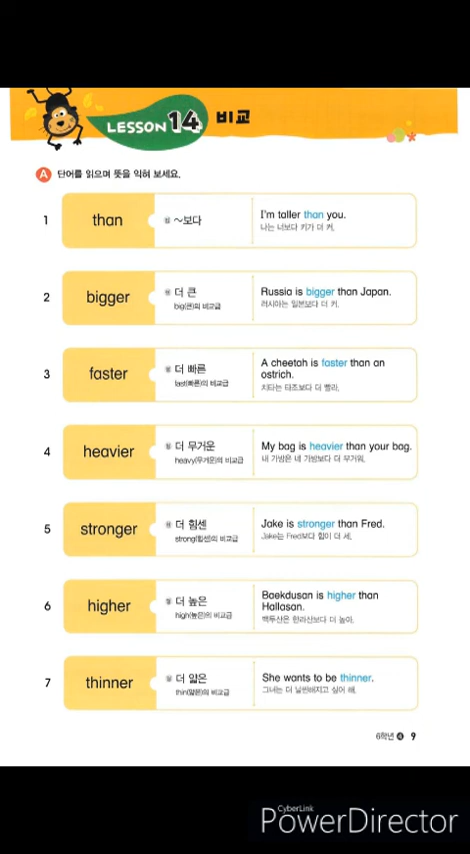 LESSON 14 비교
A 단어를 읽으며 뜻을 익혀 보세요.
1 than
~보다
I'm taller than you.
나는 너보다 키가 더 커.
2 bigger
더 큰
big(큰)의 비교급
Russia is bigger than Japan.
러시아는 일본보다 더 커.
3 faster
더 빠른
fast(빠른)의 비교급
A cheetah is faster than an
ostrich.
치타는 타조보다 더 빨라.
4 heavier
더 무거운
heavy(무거운)의 비교급
My bag is heavier than your bag.
내 가방은 네 가방보다 더 무거워.
5 stronger
더 힘센
strong(힘센)의 비교급
Jake is stronger than Fred.
Jake는 Fred보다 힘이 더 세.
6 higher
더 높은
high(높은)의 비교급
Baekdusan is higher than
Hallasan.
백두산은 한라산보다 더 높아.
7 thinner
더 얇은
thin(얇은)의 비교급
She wants to be thinner.
그녀는 더 날씬해지고 싶어 해.
6학년 4 9
CyberLink
PowerDirector